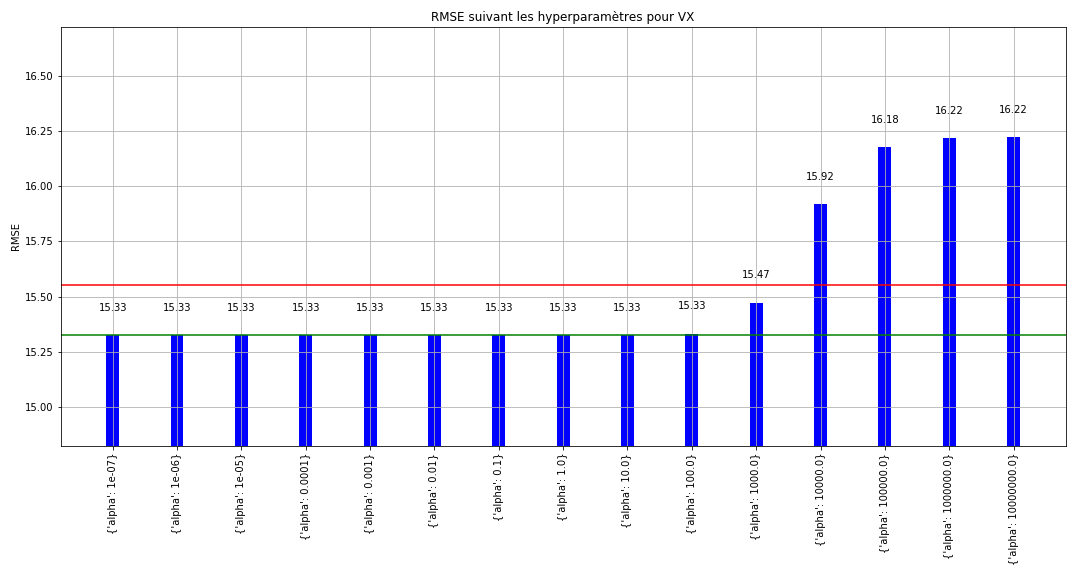 RMSE suivant les hyperparamètres pour VX
RMSE
16.50
16.25
16.00
15.75
15.50
15.25
15.00
15.33
15.33
15.33
15.33
15.33
15.33
15.33
15.33
15.33
15.33
15.47
15.92
16.18
16.22
16.22
{'alpha': 1e-07}
{'alpha': 1e-06}
{'alpha': 1e-05}
{'alpha': 0.0001}
{'alpha': 0.001}
{'alpha': 0.01}
{'alpha': 0.1}
{'alpha': 1.0}
{'alpha': 10.0}
{'alpha': 100.0}
{'alpha': 1000.0}
{'alpha': 10000.0}
{'alpha': 100000.0}
{'alpha': 1000000.0}
{'alpha': 10000000.0}